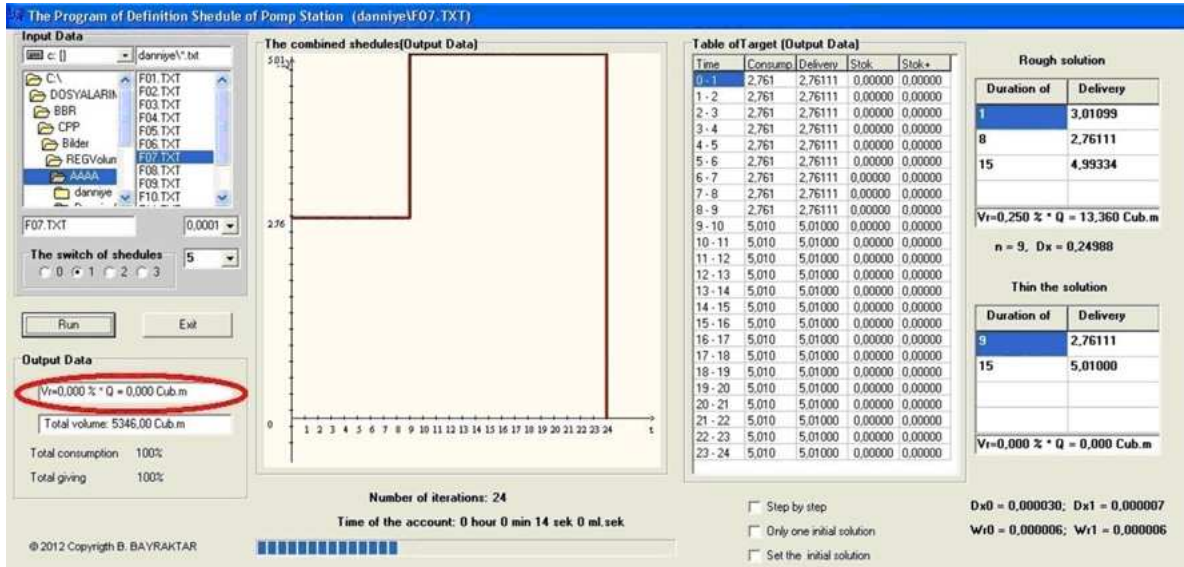 The Program of Definition Shedule of Pomp Station (danniye\F07.TXT)
Input Data
c: []
danniye\*.txt
C:\
DOSYALARIM
BBR
CPP
Bilder
REGVolun
AAAA
danniye
F01.TXT
F02.TXT
F03.TXT
F04.TXT
F05.TXT
F06.TXT
F07.TXT
F08.TXT
F09.TXT
F10.TXT
F07.TXT
0,0001
The switch of shedules
0 1 2 3
5
Run
Exit
Output Data
Vr=0,000 % * Q = 0,000 Cub.m
Total volume: 5346,00 Cub.m
Total consumption 100%
Total giving 100%
@ 2012 Copyrigth B. BAYRAKTAR
The combined shedules(Output Data)
5.01
2.76
0
1 2 3 4 5 6 7 8 9 10 11 12 13 14 15 16 17 18 19 20 21 22 23 24 t
Number of iterations: 24
Time of the account: 0 hour 0 min 14 sek 0 ml.sek
Table of Target (Output Data)
Time Consump. Delivery Stok Stok+
0 - 1 2,761 2,76111 0,00000 0,00000
1 - 2 2,761 2,76111 0,00000 0,00000
2 - 3 2,761 2,76111 0,00000 0,00000
3 - 4 2,761 2,76111 0,00000 0,00000
4 - 5 2,761 2,76111 0,00000 0,00000
5 - 6 2,761 2,76111 0,00000 0,00000
6 - 7 2,761 2,76111 0,00000 0,00000
7 - 8 2,761 2,76111 0,00000 0,00000
8 - 9 2,761 2,76111 0,00000 0,00000
9 - 10 5,010 5,01000 0,00000 0,00000
10 - 11 5,010 5,01000 0,00000 0,00000
11 - 12 5,010 5,01000 0,00000 0,00000
12 - 13 5,010 5,01000 0,00000 0,00000
13 - 14 5,010 5,01000 0,00000 0,00000
14 - 15 5,010 5,01000 0,00000 0,00000
15 - 16 5,010 5,01000 0,00000 0,00000
16 - 17 5,010 5,01000 0,00000 0,00000
17 - 18 5,010 5,01000 0,00000 0,00000
18 - 19 5,010 5,01000 0,00000 0,00000
19 - 20 5,010 5,01000 0,00000 0,00000
20 - 21 5,010 5,01000 0,00000 0,00000
21 - 22 5,010 5,01000 0,00000 0,00000
22 - 23 5,010 5,01000 0,00000 0,00000
23 - 24 5,010 5,01000 0,00000 0,00000
Step by step
Only one initial solution
Set the initial solution
Rough solution
Duration of Delivery
1 3,01099
8 2,76111
15 4,99334
Vr=0,250 % * Q = 13,360 Cub.m
n = 9, Dx = 0,24988
Thin the solution
Duration of Delivery
9 2,76111
15 5,01000
Vr=0,000 % * Q = 0,000 Cub.m
Dx0 = 0,000030; Dx1 = 0,000007
Wr0 = 0,000006; Wr1 = 0,000006